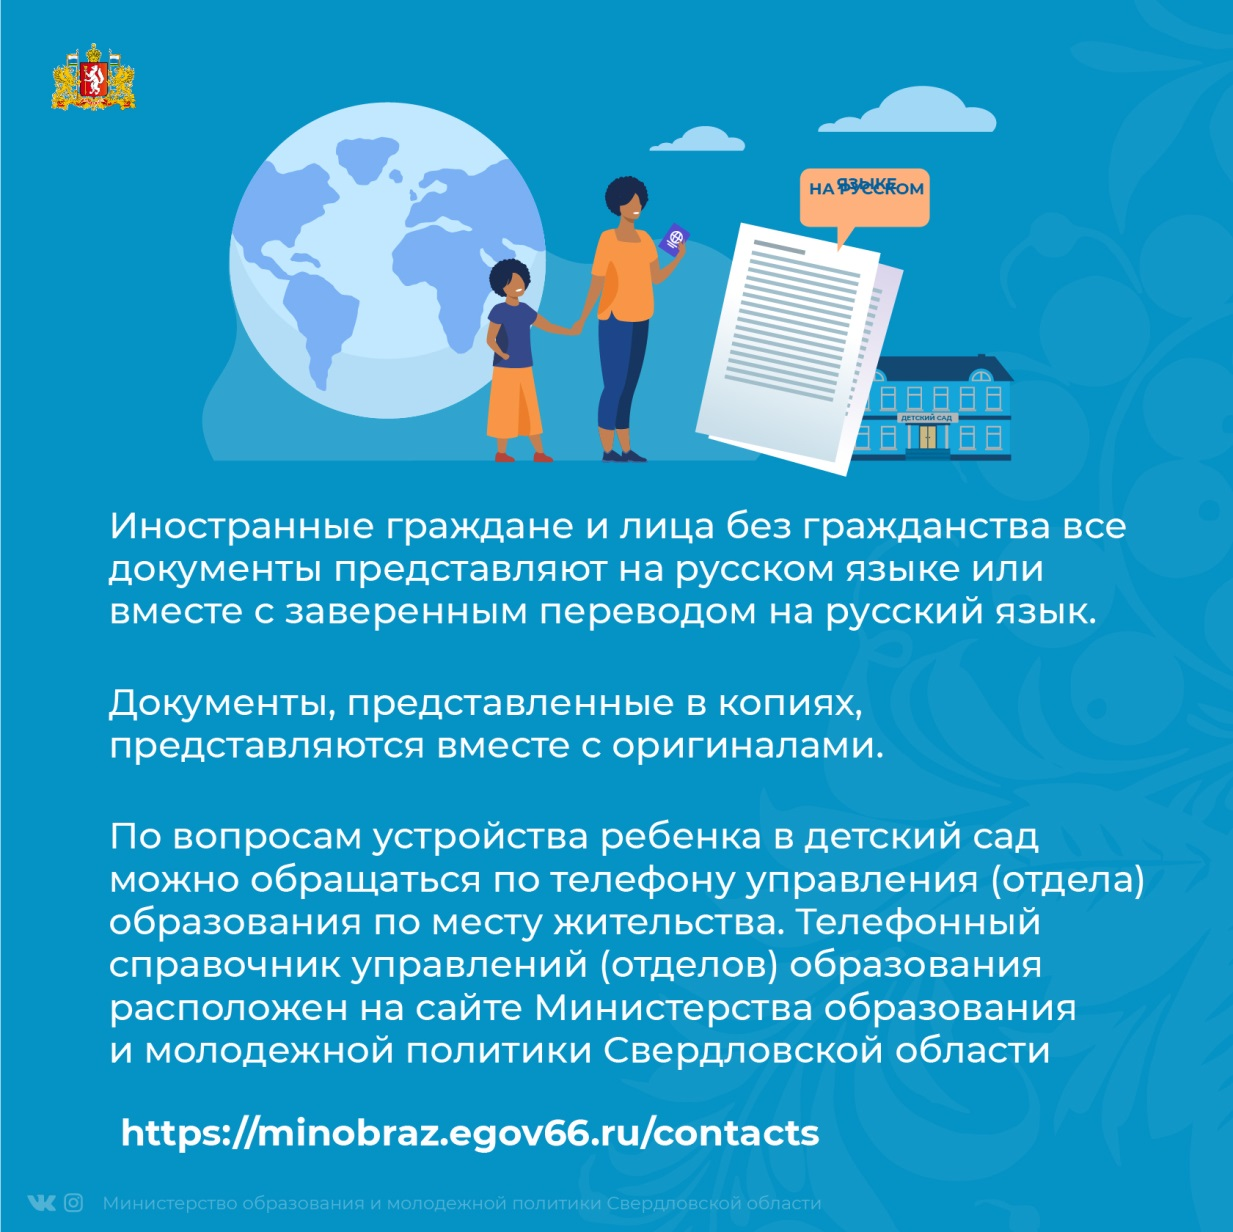 НА РУССКОМ
ЯЗЫКЕ
ДЕТСКИЙ САД
Иностранные граждане и лица без гражданства все
документы представляют на русском языке или
вместе с заверенным переводом на русский язык.
Документы, представленные в копиях,
представляются вместе с оригиналами.
По вопросам устройства ребенка в детский сад
можно обращаться по телефону управления (отдела)
образования по месту жительства. Телефонный
справочник управлений (отделов) образования
расположен на сайте Министерства образования
и молодежной политики Свердловской области
https://minobraz.egov66.ru/contacts
Министерство образования и молодежной политики Свердловской области